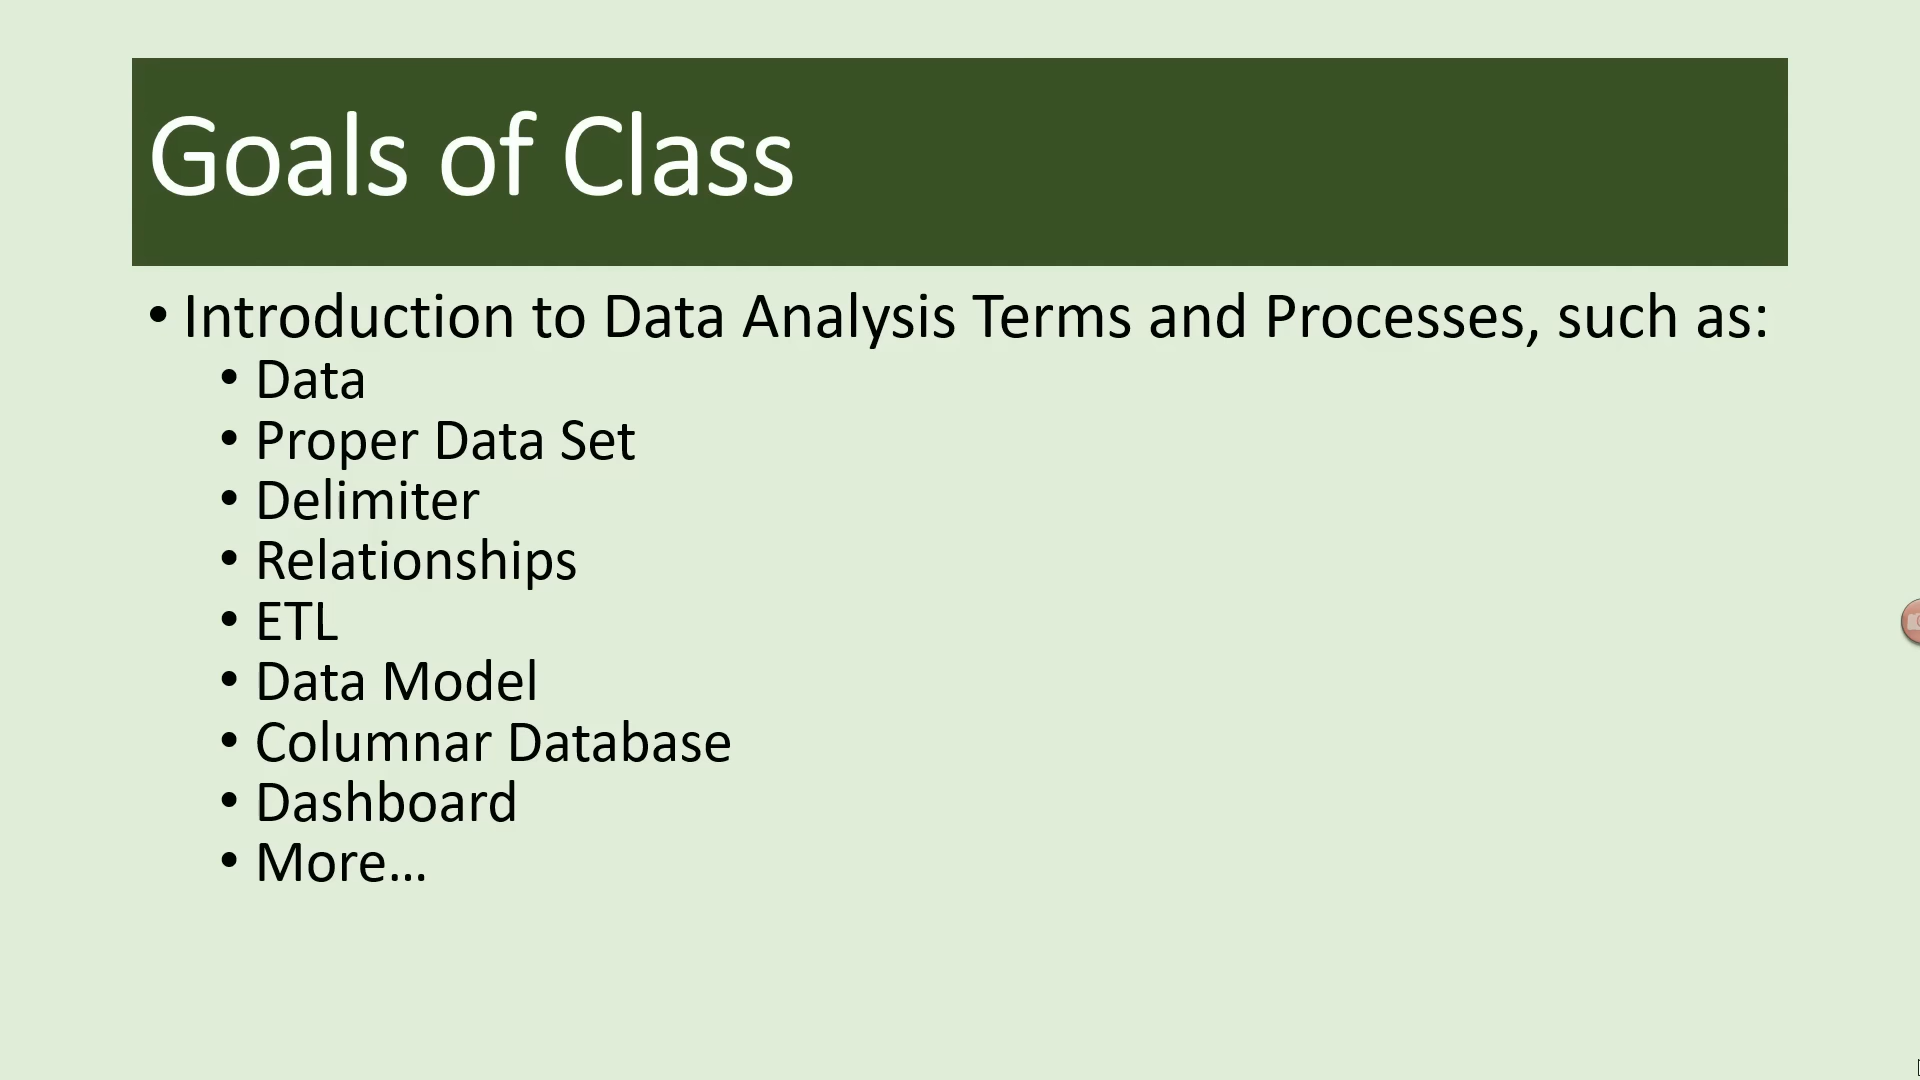 Goals of Class
• Introduction to Data Analysis Terms and Processes, such as:
• Data
• Proper Data Set
• Delimiter
• Relationships
• ETL
• Data Model
• Columnar Database
• Dashboard
• More...